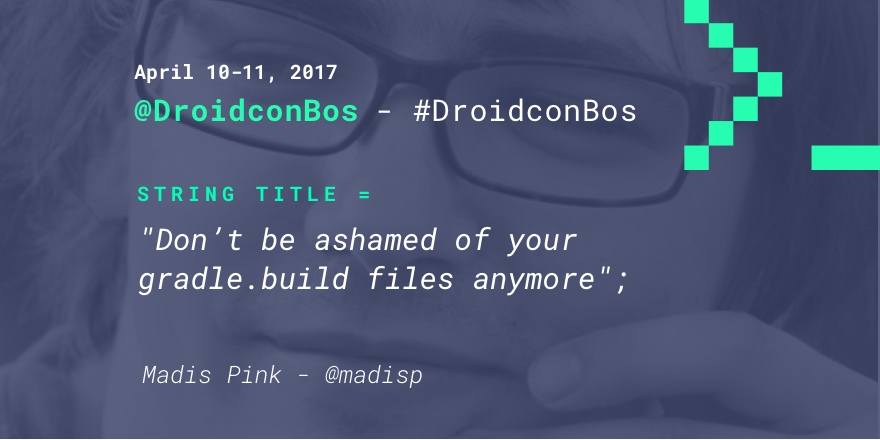 April 10-11, 2017
@DroidconBos - #DroidconBos
STRING TITLE =
"Don’t be ashamed of your
gradle.build files anymore";
Madis Pink - @madisp